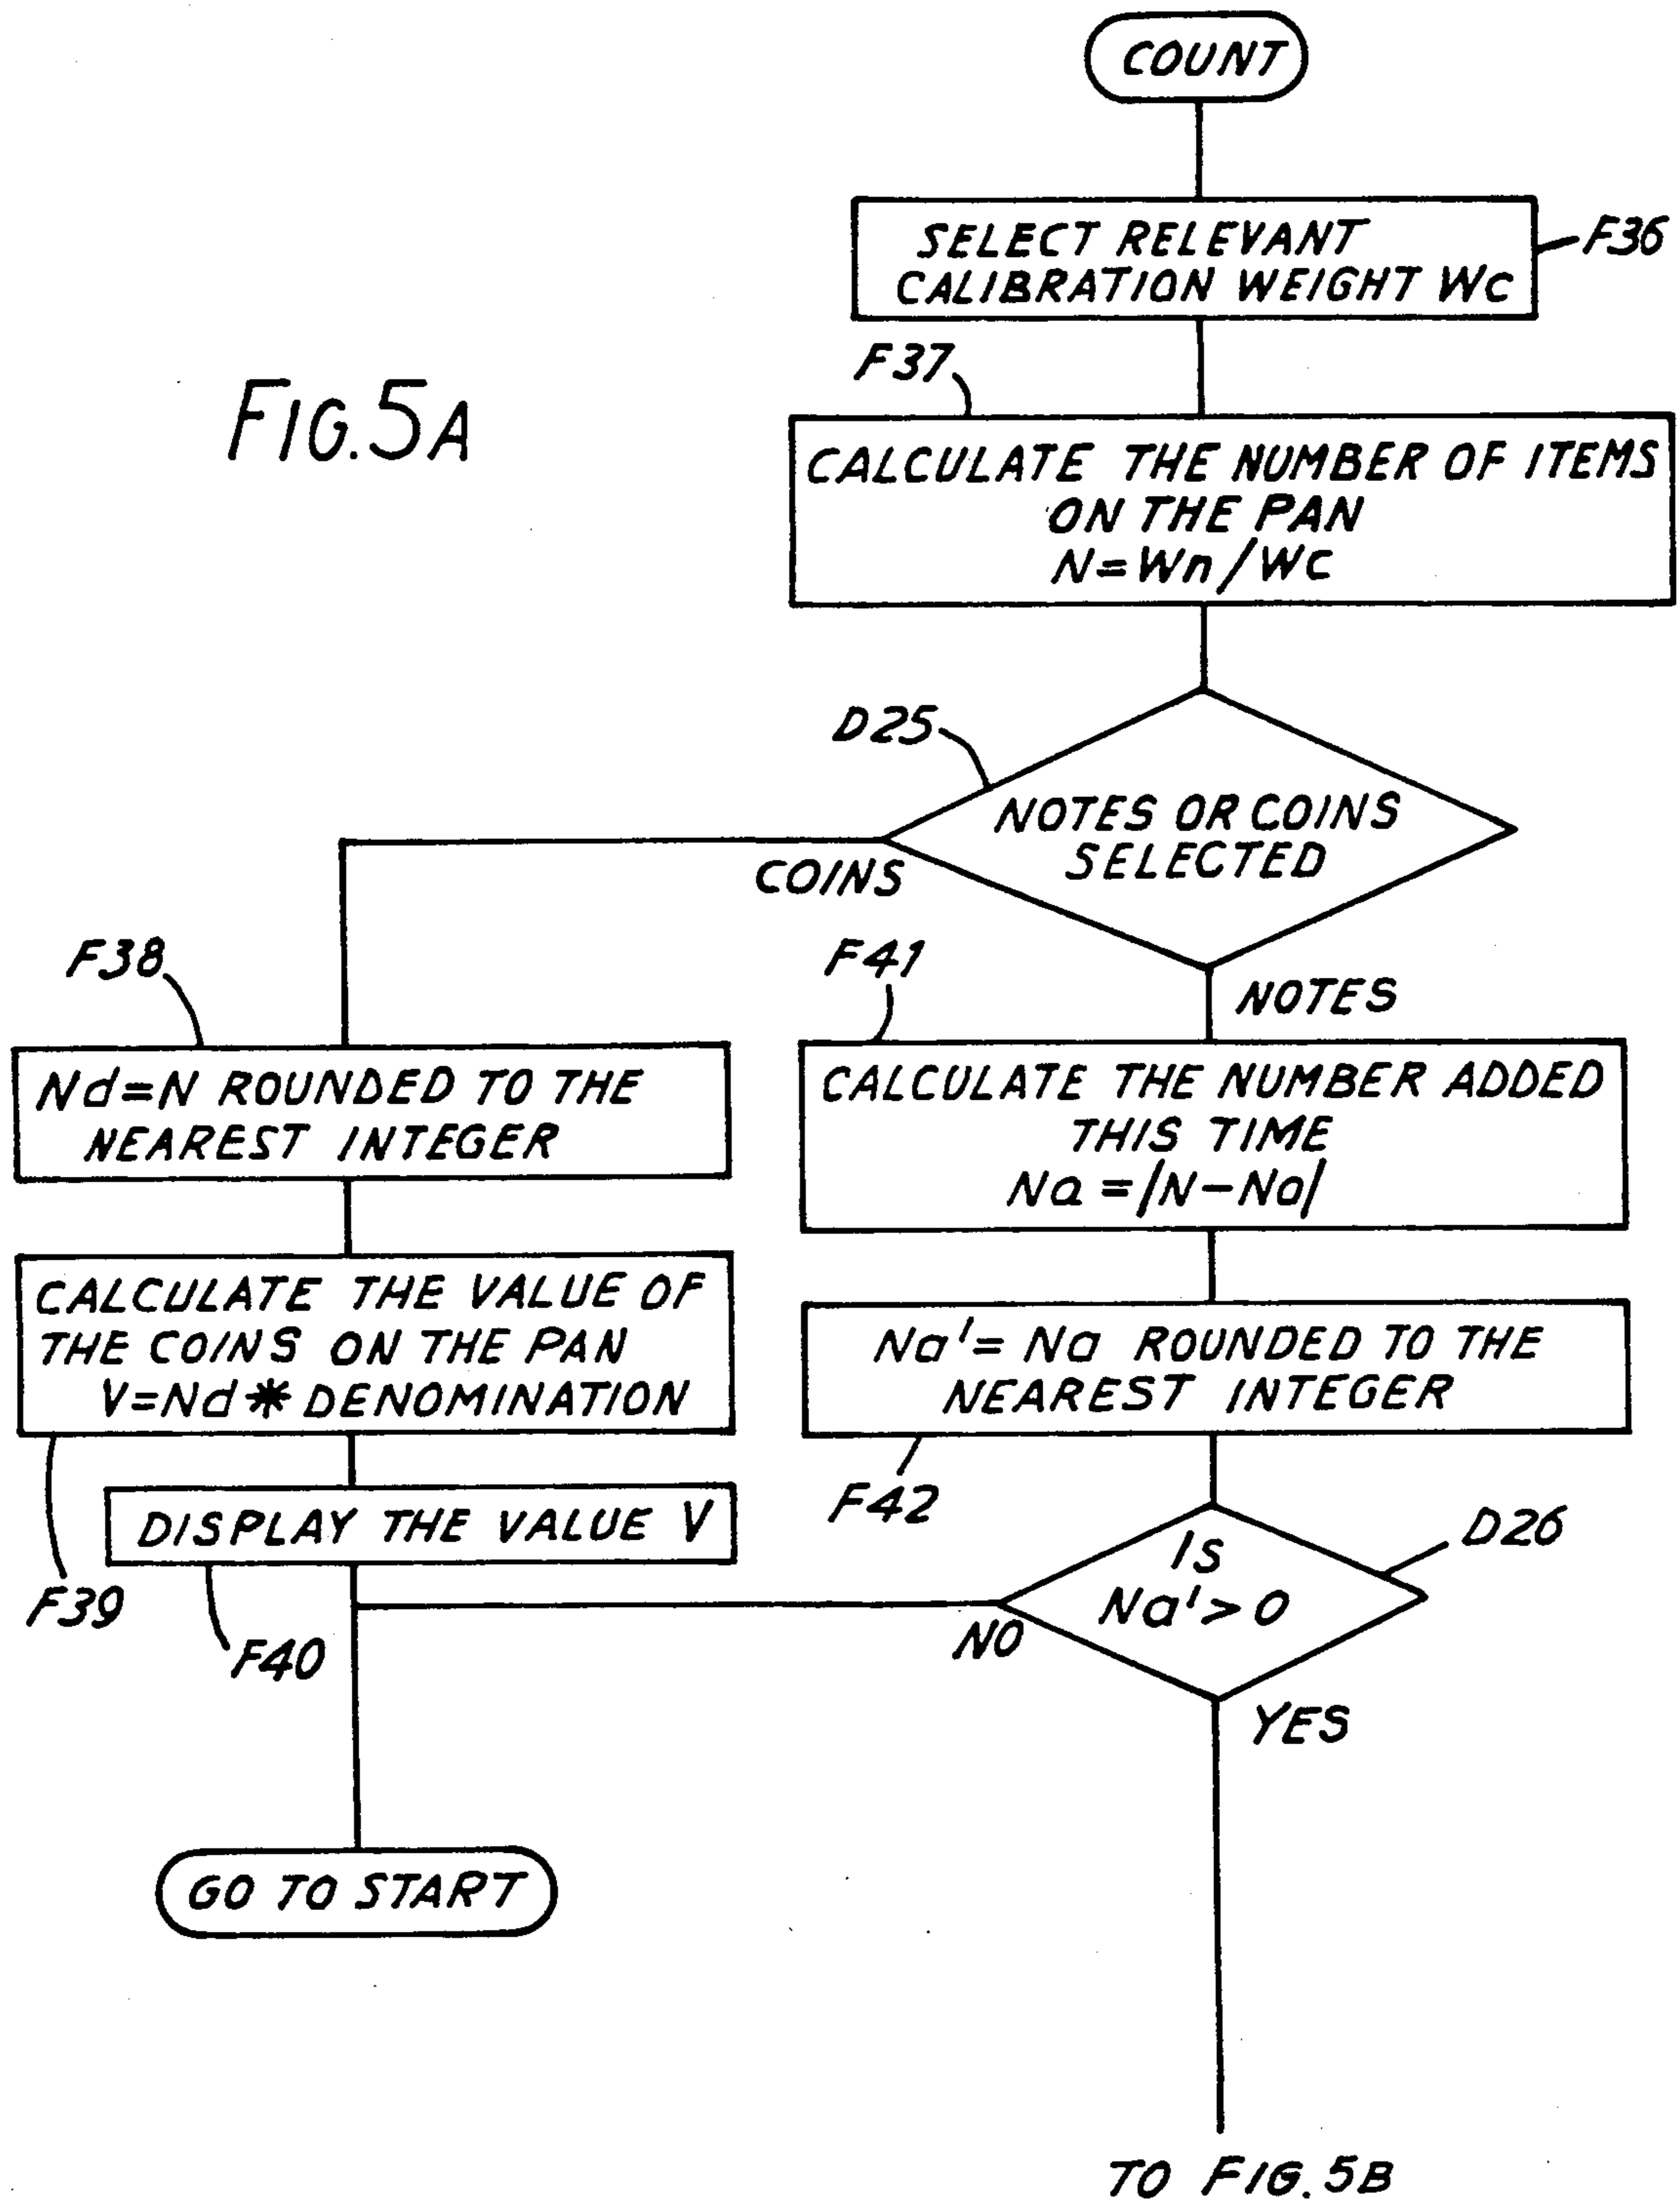 COUNT
SELECT RELEVANT
CALIBRATION WEIGHT Wc
F36
F37
FIG.5A
CALCULATE THE NUMBER OF ITEMS
ON THE PAN
N=Wn/Wc
D25
NOTES OR COINS
SELECTED
COINS
NOTES
F38
Nd=N ROUNDED TO THE
NEAREST INTEGER
F41
CALCULATE THE NUMBER ADDED
THIS TIME
Na=|N-No|
CALCULATE THE VALUE OF
THE COINS ON THE PAN
V=Nd*DENOMINATION
F39
Na'= Na ROUNDED TO THE
NEAREST INTEGER
F42
DISPLAY THE VALUE V
F40
IS
Na'>0
D26
NO
YES
GO TO START
TO FIG.5B